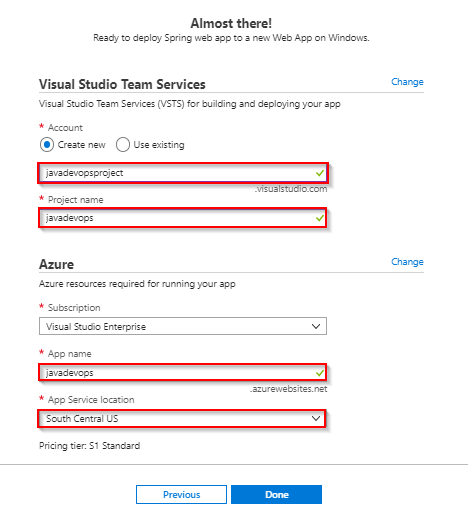 Almost there!
Ready to deploy Spring web app to a new Web App on Windows.
Visual Studio Team Services
Change
Visual Studio Team Services (VSTS) for building and deploying your app
* Account
Create new
Use existing
javadevopsproject
.visualstudio.com
* Project name
javadevops
Azure
Change
Azure resources required for running your app
* Subscription
Visual Studio Enterprise
* App name
javadevops
.azurewebsites.net
* App Service location
South Central US
Pricing tier: S1 Standard
Previous
Done